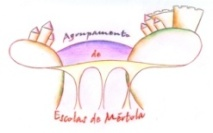 Agrupamento
de
Escolas de Mértola